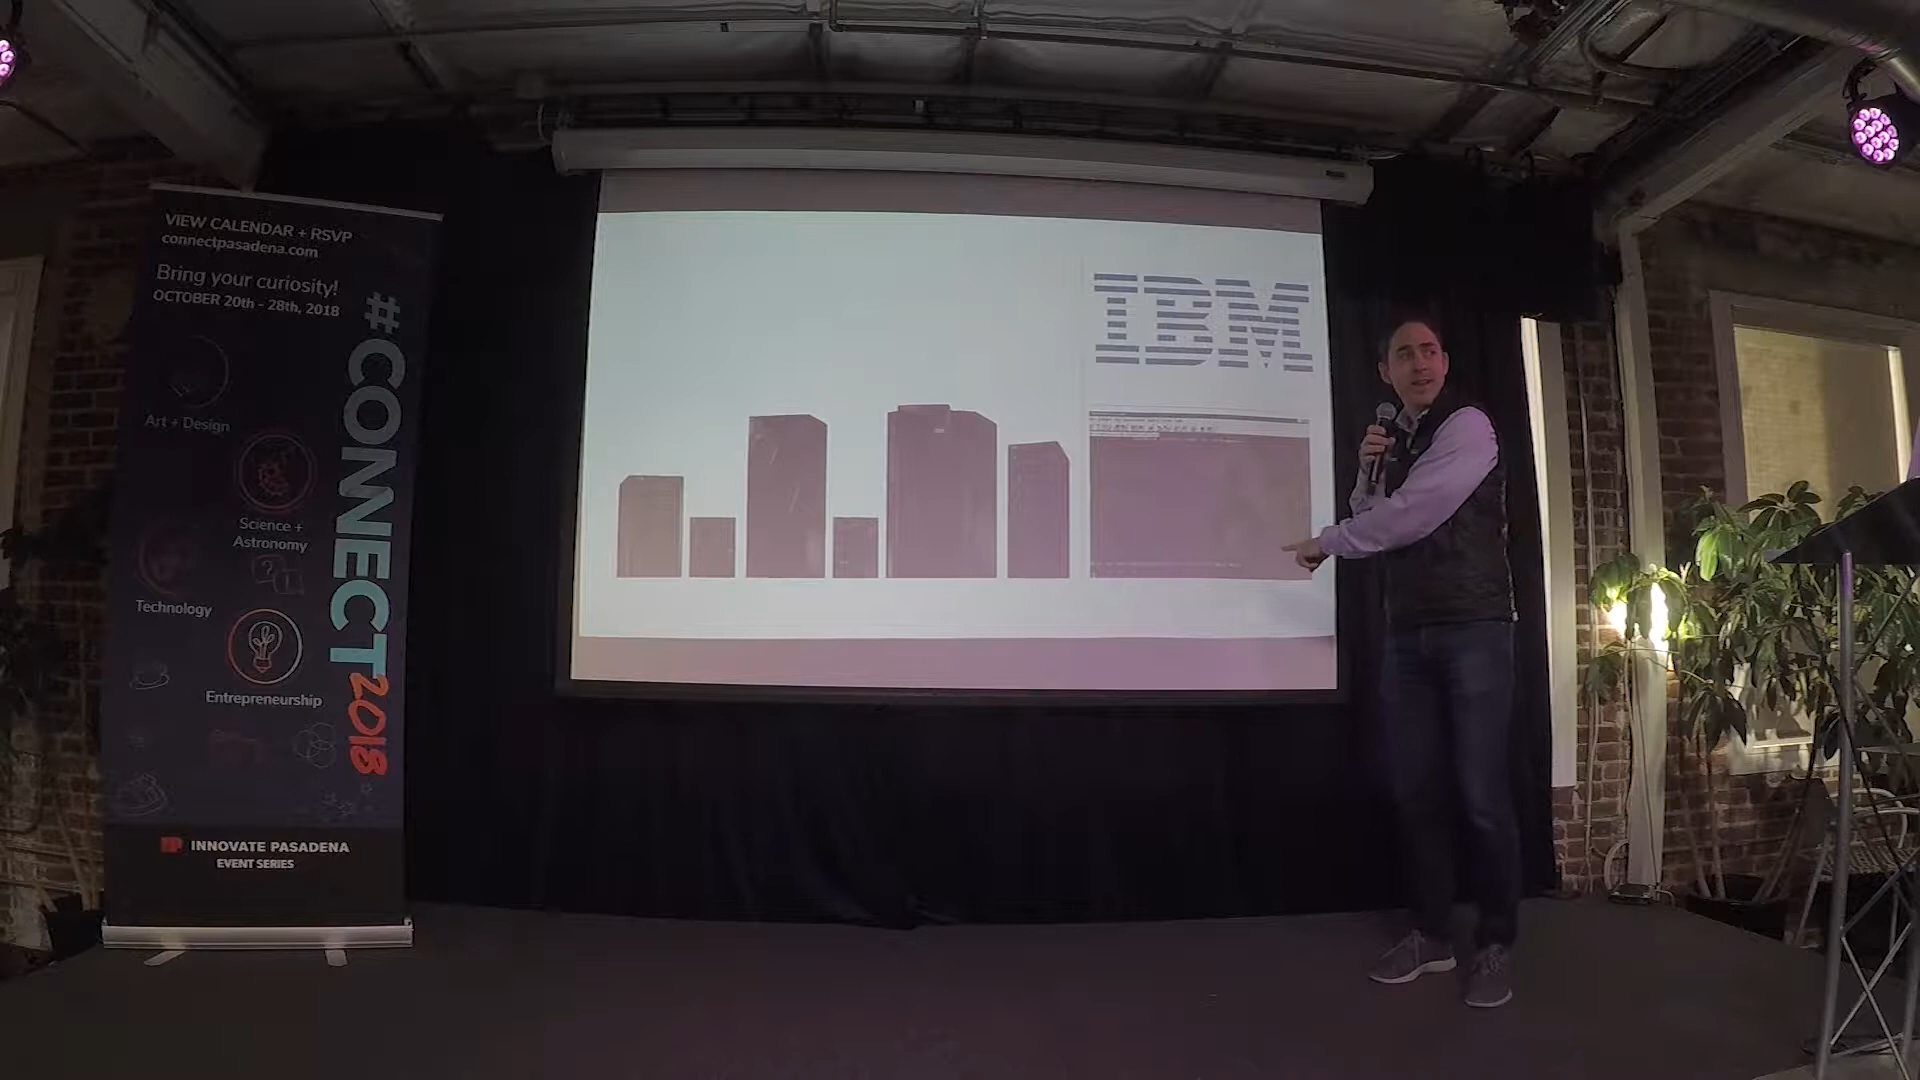 VIEW CALENDAR + RSVP
connectpasadena.com
Bring your curiosity!
OCTOBER 20th - 28th, 2018
#CONNECT2018
Art + Design
Science +
Astronomy
Technology
Entrepreneurship
IP INNOVATE PASADENA
EVENT SERIES
IBM